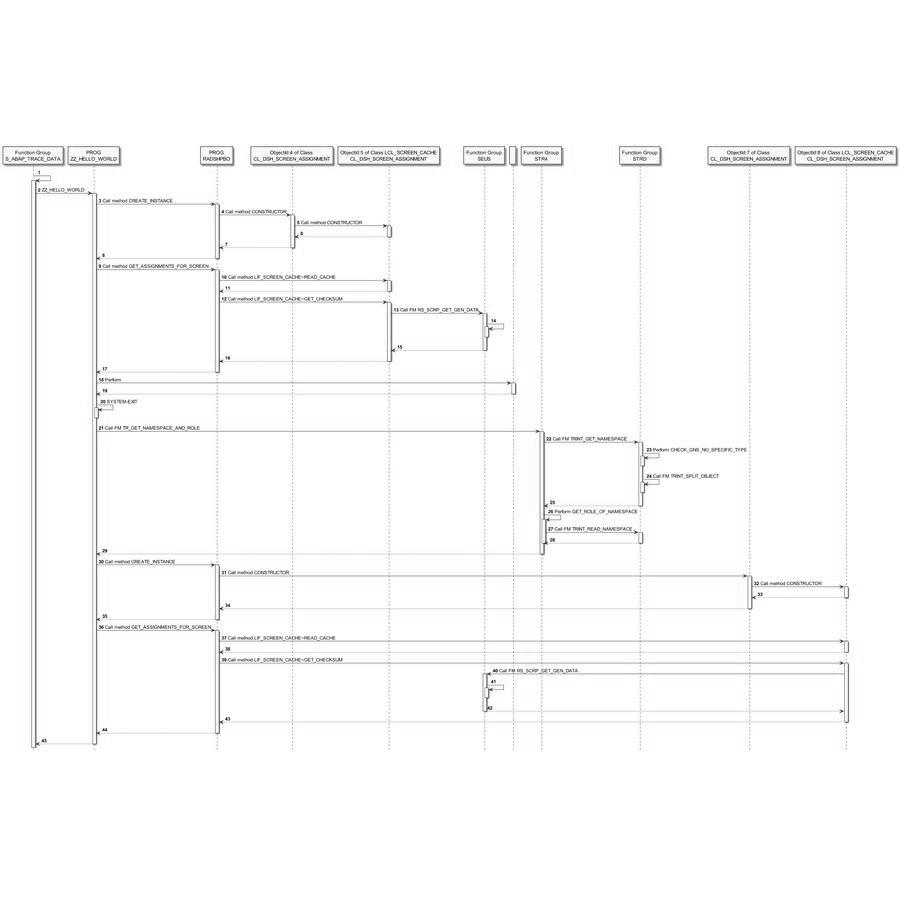 Function Group
S_ABAP_TRACE_DATA
PROG
ZZ_HELLO_WORLD
PROG
RADSHPBO
ObjectId:4 of Class
CL_DSH_SCREEN_ASSIGNMENT
ObjectId:5 of Class LCL_SCREEN_CACHE
CL_DSH_SCREEN_ASSIGNMENT
Function Group
SEUS
Function Group
STR4
Function Group
STRD
ObjectId:7 of Class
CL_DSH_SCREEN_ASSIGNMENT
ObjectId:8 of Class LCL_SCREEN_CACHE
CL_DSH_SCREEN_ASSIGNMENT
1
2 ZZ_HELLO_WORLD
3 Call method CREATE_INSTANCE
4 Call method CONSTRUCTOR
5 Call method CONSTRUCTOR
6
7
8
9 Call method GET_ASSIGNMENTS_FOR_SCREEN
10 Call method LIF_SCREEN_CACHE~READ_CACHE
11
12 Call method LIF_SCREEN_CACHE~GET_CHECKSUM
13 Call FM RS_SCRP_GET_GEN_DATA
14
15
16
17
18 Perform
19
20 SYSTEM-EXIT
21 Call FM TR_GET_NAMESPACE_AND_ROLE
22 Call FM TRINT_GET_NAMESPACE
23 Perform CHECK_GNS_NO_SPECIFIC_TYPE
24 Call FM TRINT_SPLIT_OBJECT
25
26 Perform GET_ROLE_OF_NAMESPACE
27 Call FM TRINT_READ_NAMESPACE
28
29
30 Call method CREATE_INSTANCE
31 Call method CONSTRUCTOR
32 Call method CONSTRUCTOR
33
34
35
36 Call method GET_ASSIGNMENTS_FOR_SCREEN
37 Call method LIF_SCREEN_CACHE~READ_CACHE
38
39 Call method LIF_SCREEN_CACHE~GET_CHECKSUM
40 Call FM RS_SCRP_GET_GEN_DATA
41
42
43
44
45